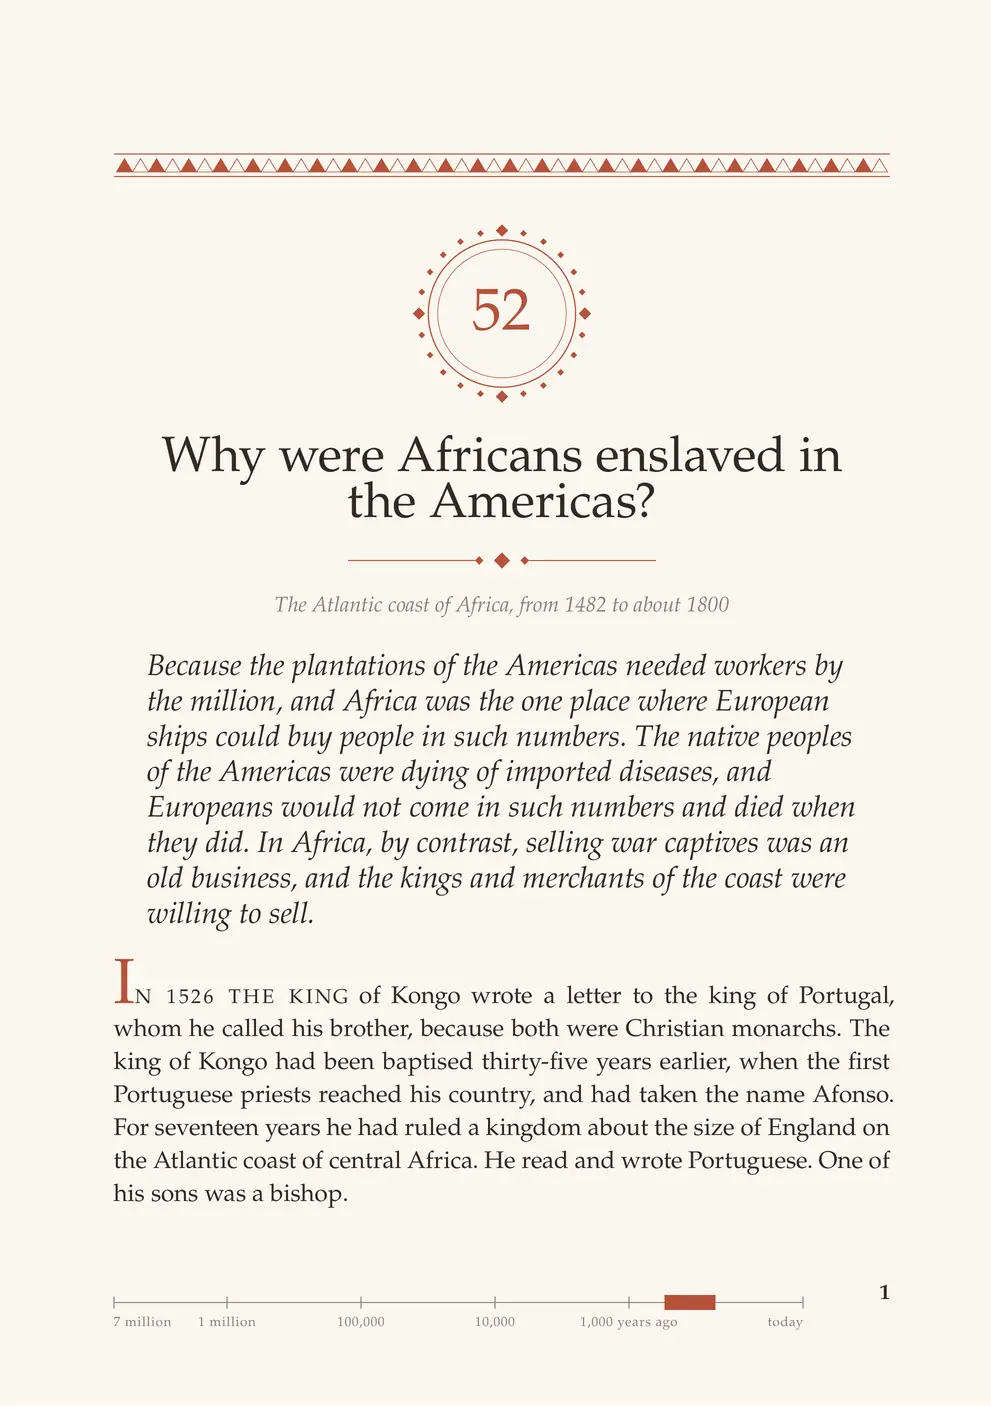 52
Why were Africans enslaved in
the Americas?
The Atlantic coast of Africa, from 1482 to about 1800
Because the plantations of the Americas needed workers by
the million, and Africa was the one place where European
ships could buy people in such numbers. The native peoples
of the Americas were dying of imported diseases, and
Europeans would not come in such numbers and died when
they did. In Africa, by contrast, selling war captives was an
old business, and the kings and merchants of the coast were
willing to sell.
IN 1526 THE KING of Kongo wrote a letter to the king of Portugal,
whom he called his brother, because both were Christian monarchs. The
king of Kongo had been baptised thirty-five years earlier, when the first
Portuguese priests reached his country, and had taken the name Afonso.
For seventeen years he had ruled a kingdom about the size of England on
the Atlantic coast of central Africa. He read and wrote Portuguese. One of
his sons was a bishop.
1
7 million 1 million 100,000 10,000 1,000 years ago today